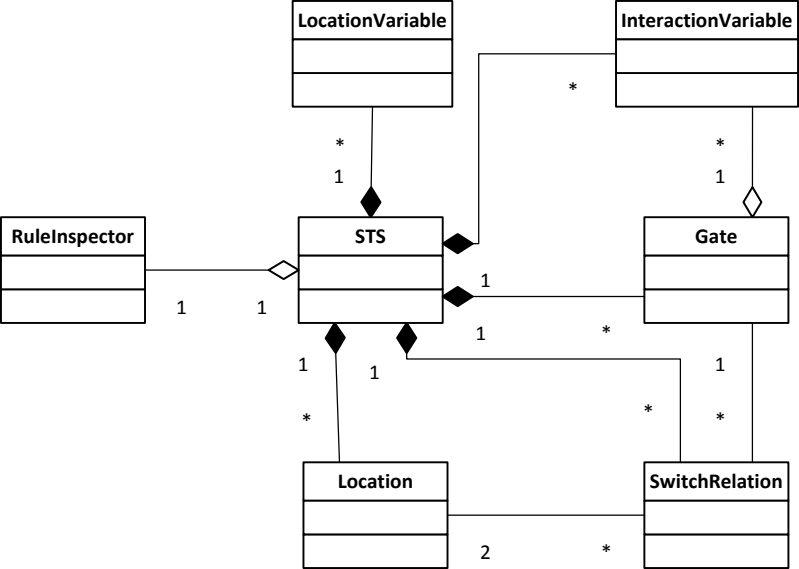 LocationVariable
InteractionVariable
*
*
*
1
1
RuleInspector
STS
Gate
1
1
1
1
*
1
1
1
*
*
*
Location
SwitchRelation
2
*